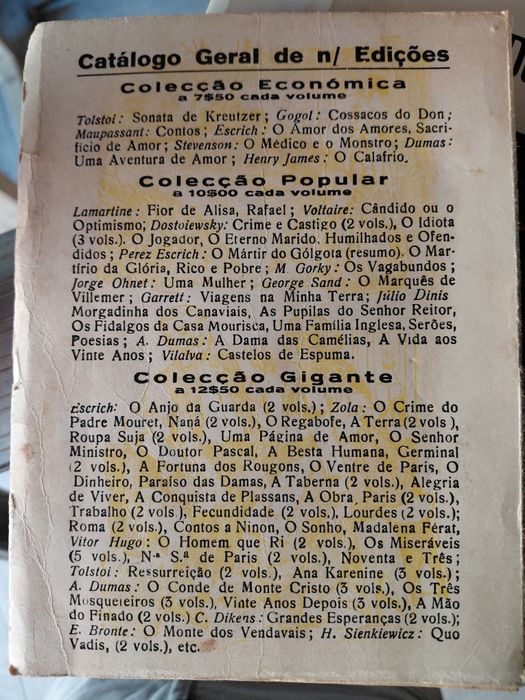 Catálogo Geral de n/ Edições
Colecção Económica
a 7$50 cada volume
Tolstoi: Sonata de Kreutzer; Gogol: Cossacos do Don;
Maupassant: Contos; Escrich: O Amor dos Amores, Sacri-
fício de Amor; Stevenson: O Médico e o Monstro; Dumas:
Uma Aventura de Amor; Henry James: O Calafrio.
Colecção Popular
a 10$00 cada volume
Lamartine: Fior de Alisa, Rafael; Voltaire: Cândido ou o
Optimismo; Dostoiewsky: Crime e Castigo (2 vols.), O Idiota
(3 vols.). O Jogador, O Eterno Marido, Humilhados e Ofen-
didos; Perez Escrich: O Mártir do Gólgota (resumo). O Mar-
tírio da Glória, Rico e Pobre; M. Gorky: Os Vagabundos;
Jorge Ohnet: Uma Mulher; George Sand: O Marquês de
Villemer; Garrett: Viagens na Minha Terra; Júlio Dinis
Morgadinha dos Canaviais, As Pupilas do Senhor Reitor,
Os Fidalgos da Casa Mourisca, Uma Família Inglesa, Serões,
Poesias; A. Dumas: A Dama das Camélias, A Vida aos
Vinte Anos; Vilalva: Castelos de Espuma.
Colecção Gigante
a 12$50 cada volume
Escrich: O Anjo da Guarda (2 vols.); Zola: O Crime do
Padre Mouret, Naná (2 vols.), O Regabofe, A Terra (2 vols ),
Roupa Suja (2 vols.), Uma Página de Amor, O Senhor
Ministro, O Doutor Pascal, A Besta Humana, Germinal
(2 vols.), A Fortuna dos Rougons, O Ventre de Paris, O
Dinheiro, Paraíso das Damas, A Taberna (2 vols.), Alegria
de Viver, A Conquista de Plassans, A Obra, Paris (2 vols.),
Trabalho (2 vols.), Fecundidade (2 vols.), Lourdes (2 vols.);
Roma (2 vols.), Contos a Ninon, O Sonho, Madalena Férat,
Vitor Hugo: O Homem que Ri (2 vols.), Os Miseráveis
(5 vols.), N.ª S.ª de Paris (2 vols.), Noventa e Três;
Tolstoi: Ressurreição (2 vols.), Ana Karenine (3 vols.);
A. Dumas: O Conde de Monte Cristo (3 vols.), Os Três
Mosqueteiros (3 vols.), Vinte Anos Depois (3 vols.), A Mão
do Finado (2 vols.) C. Dikens: Grandes Esperanças (2 vols.);
E. Bronte: O Monte dos Vendavais; H. Sienkiewicz: Quo
Vadis, (2 vols.), etc.